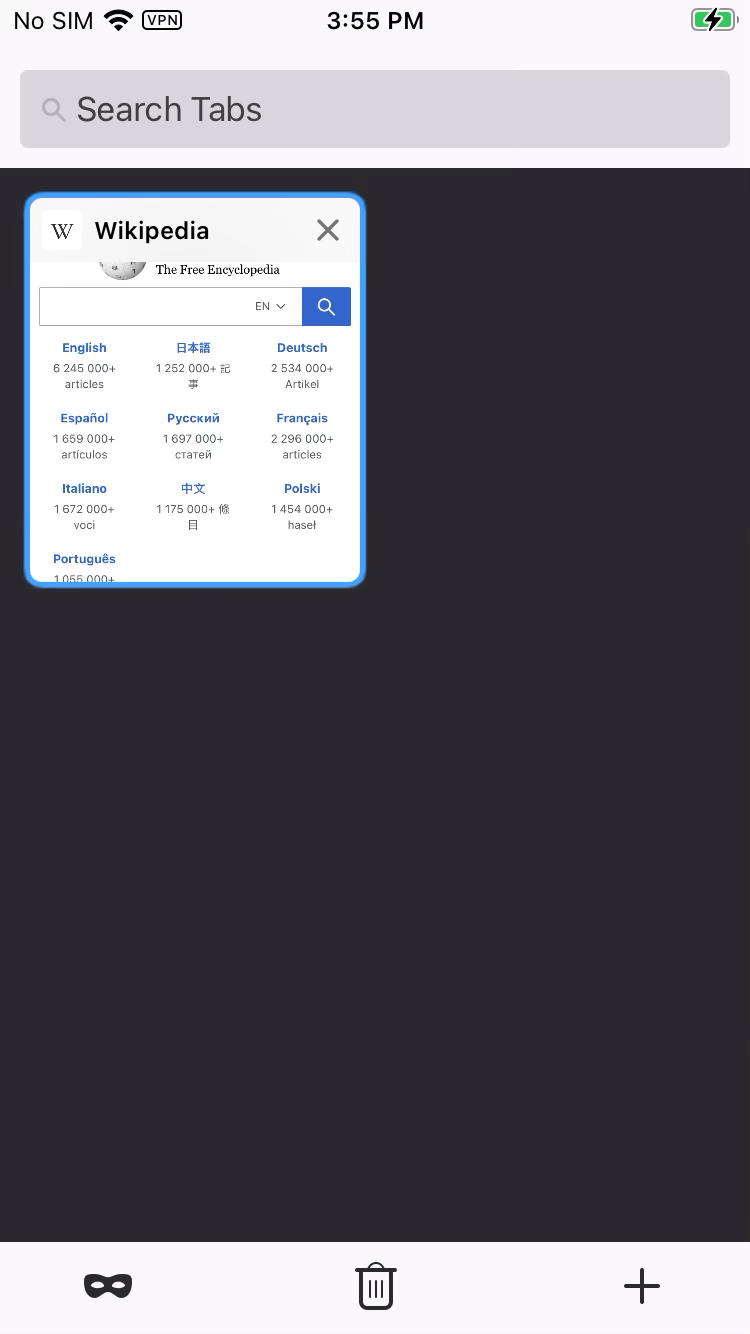 No SIM VPN 3:55 PM
Search Tabs
W Wikipedia
The Free Encyclopedia
EN
English 日本語 Deutsch
6 245 000+ 1 252 000+ 記 2 534 000+
articles 事 Artikel
Español Русский Français
1 659 000+ 1 697 000+ 2 296 000+
artículos статей articles
Italiano 中文 Polski
1 672 000+ 1 175 000+ 條 1 454 000+
voci 目 haseł
Português
1 055 000+